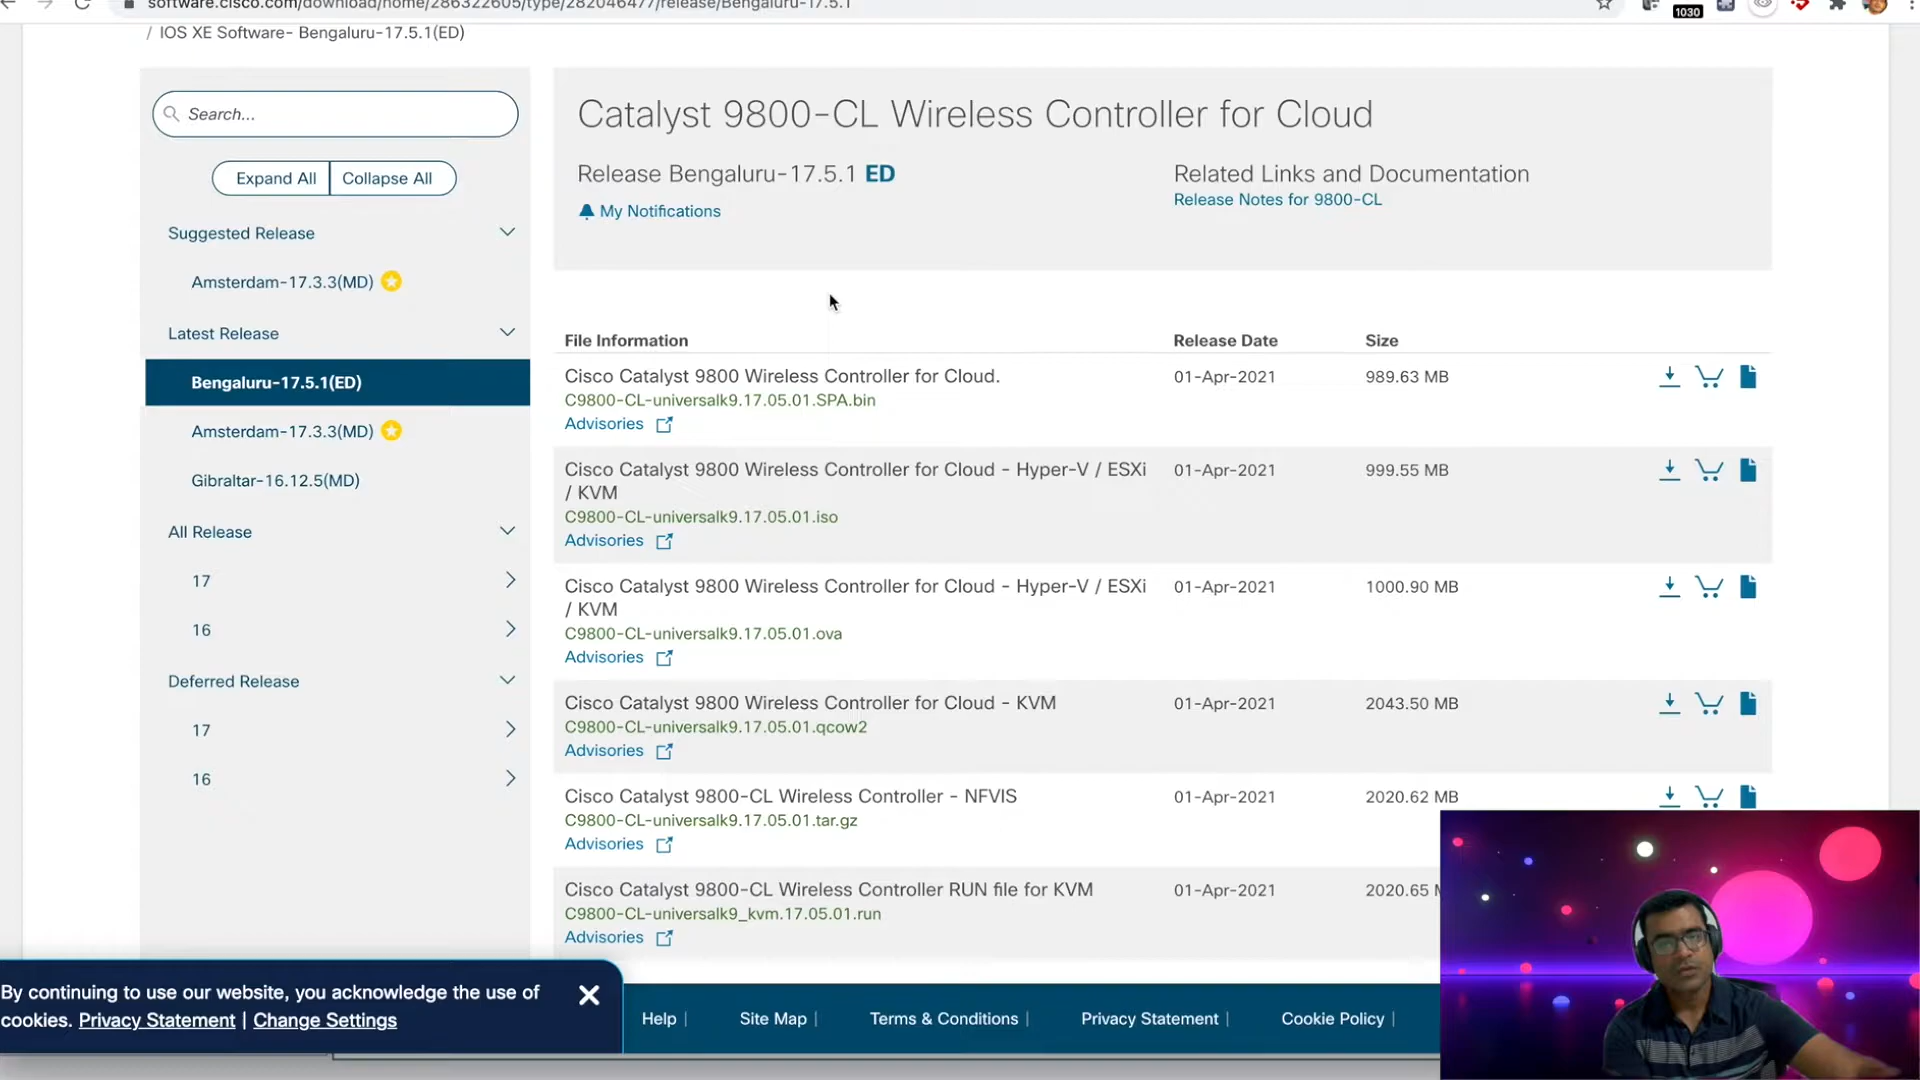 software.cisco.com/download/home/286322605/type/282046477/release/Bengaluru-17.5.1
1030
/ IOS XE Software- Bengaluru-17.5.1(ED)
Search...
Expand All
Collapse All
Suggested Release
Amsterdam-17.3.3(MD)
Latest Release
Bengaluru-17.5.1(ED)
Amsterdam-17.3.3(MD)
Gibraltar-16.12.5(MD)
All Release
17
16
Deferred Release
17
16
Catalyst 9800-CL Wireless Controller for Cloud
Release Bengaluru-17.5.1 ED
My Notifications
Related Links and Documentation
Release Notes for 9800-CL
File Information Release Date Size
Cisco Catalyst 9800 Wireless Controller for Cloud. 01-Apr-2021 989.63 MB
C9800-CL-universalk9.17.05.01.SPA.bin
Advisories
Cisco Catalyst 9800 Wireless Controller for Cloud - Hyper-V / ESXi 01-Apr-2021 999.55 MB
/ KVM
C9800-CL-universalk9.17.05.01.iso
Advisories
Cisco Catalyst 9800 Wireless Controller for Cloud - Hyper-V / ESXi 01-Apr-2021 1000.90 MB
/ KVM
C9800-CL-universalk9.17.05.01.ova
Advisories
Cisco Catalyst 9800 Wireless Controller for Cloud - KVM 01-Apr-2021 2043.50 MB
C9800-CL-universalk9.17.05.01.qcow2
Advisories
Cisco Catalyst 9800-CL Wireless Controller - NFVIS 01-Apr-2021 2020.62 MB
C9800-CL-universalk9.17.05.01.tar.gz
Advisories
Cisco Catalyst 9800-CL Wireless Controller RUN file for KVM 01-Apr-2021 2020.65
C9800-CL-universalk9_kvm.17.05.01.run
Advisories
By continuing to use our website, you acknowledge the use of
cookies. Privacy Statement | Change Settings
Help | Site Map | Terms & Conditions | Privacy Statement | Cookie Policy |